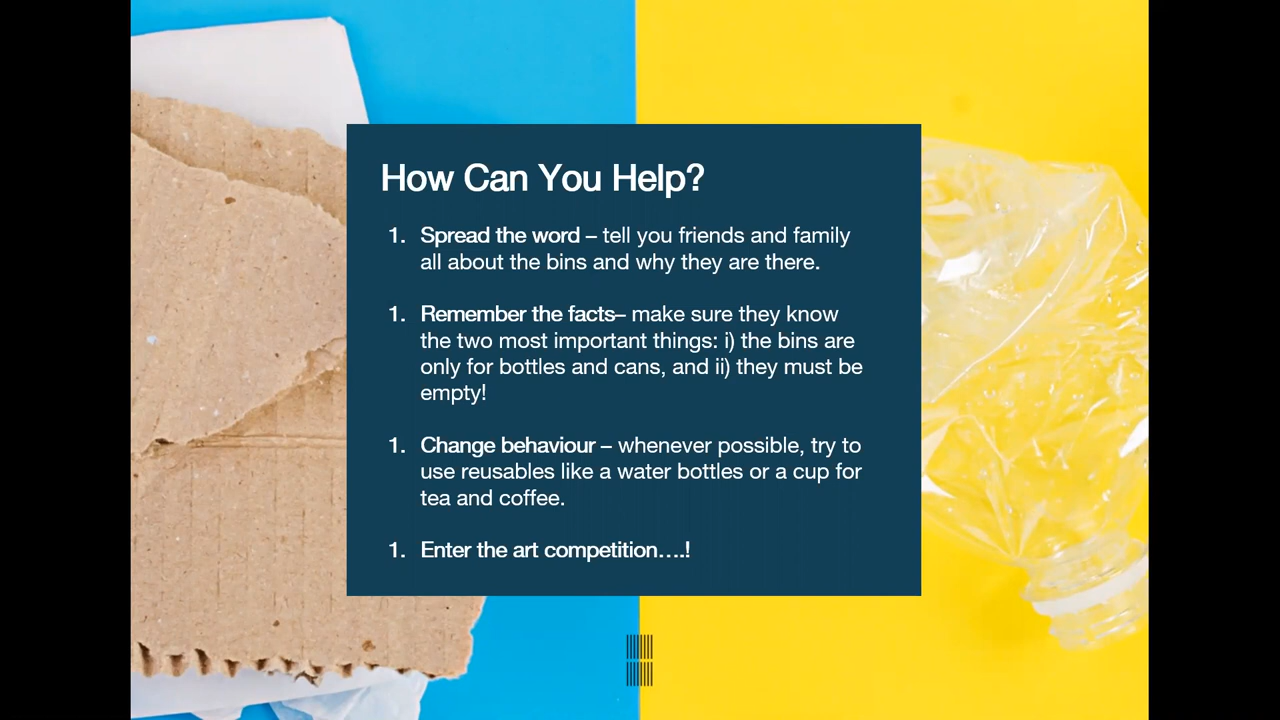 How Can You Help?
1. Spread the word – tell you friends and family
all about the bins and why they are there.
1. Remember the facts– make sure they know
the two most important things: i) the bins are
only for bottles and cans, and ii) they must be
empty!
1. Change behaviour – whenever possible, try to
use reusables like a water bottles or a cup for
tea and coffee.
1. Enter the art competition….!